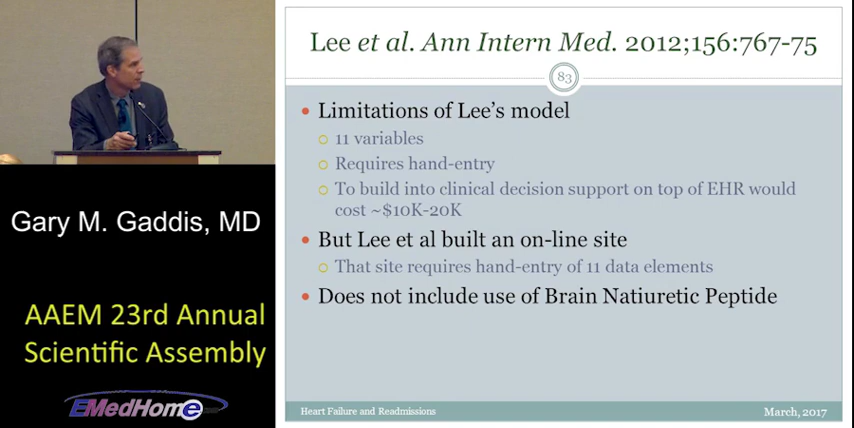 Lee et al. Ann Intern Med. 2012;156:767-75
83
Limitations of Lee's model
11 variables
Requires hand-entry
To build into clinical decision support on top of EHR would
cost ~$10K-20K
But Lee et al built an on-line site
That site requires hand-entry of 11 data elements
Does not include use of Brain Natiuretic Peptide
Heart Failure and Readmissions
March, 2017
Gary M. Gaddis, MD
AAEM 23rd Annual
Scientific Assembly
EMedHome